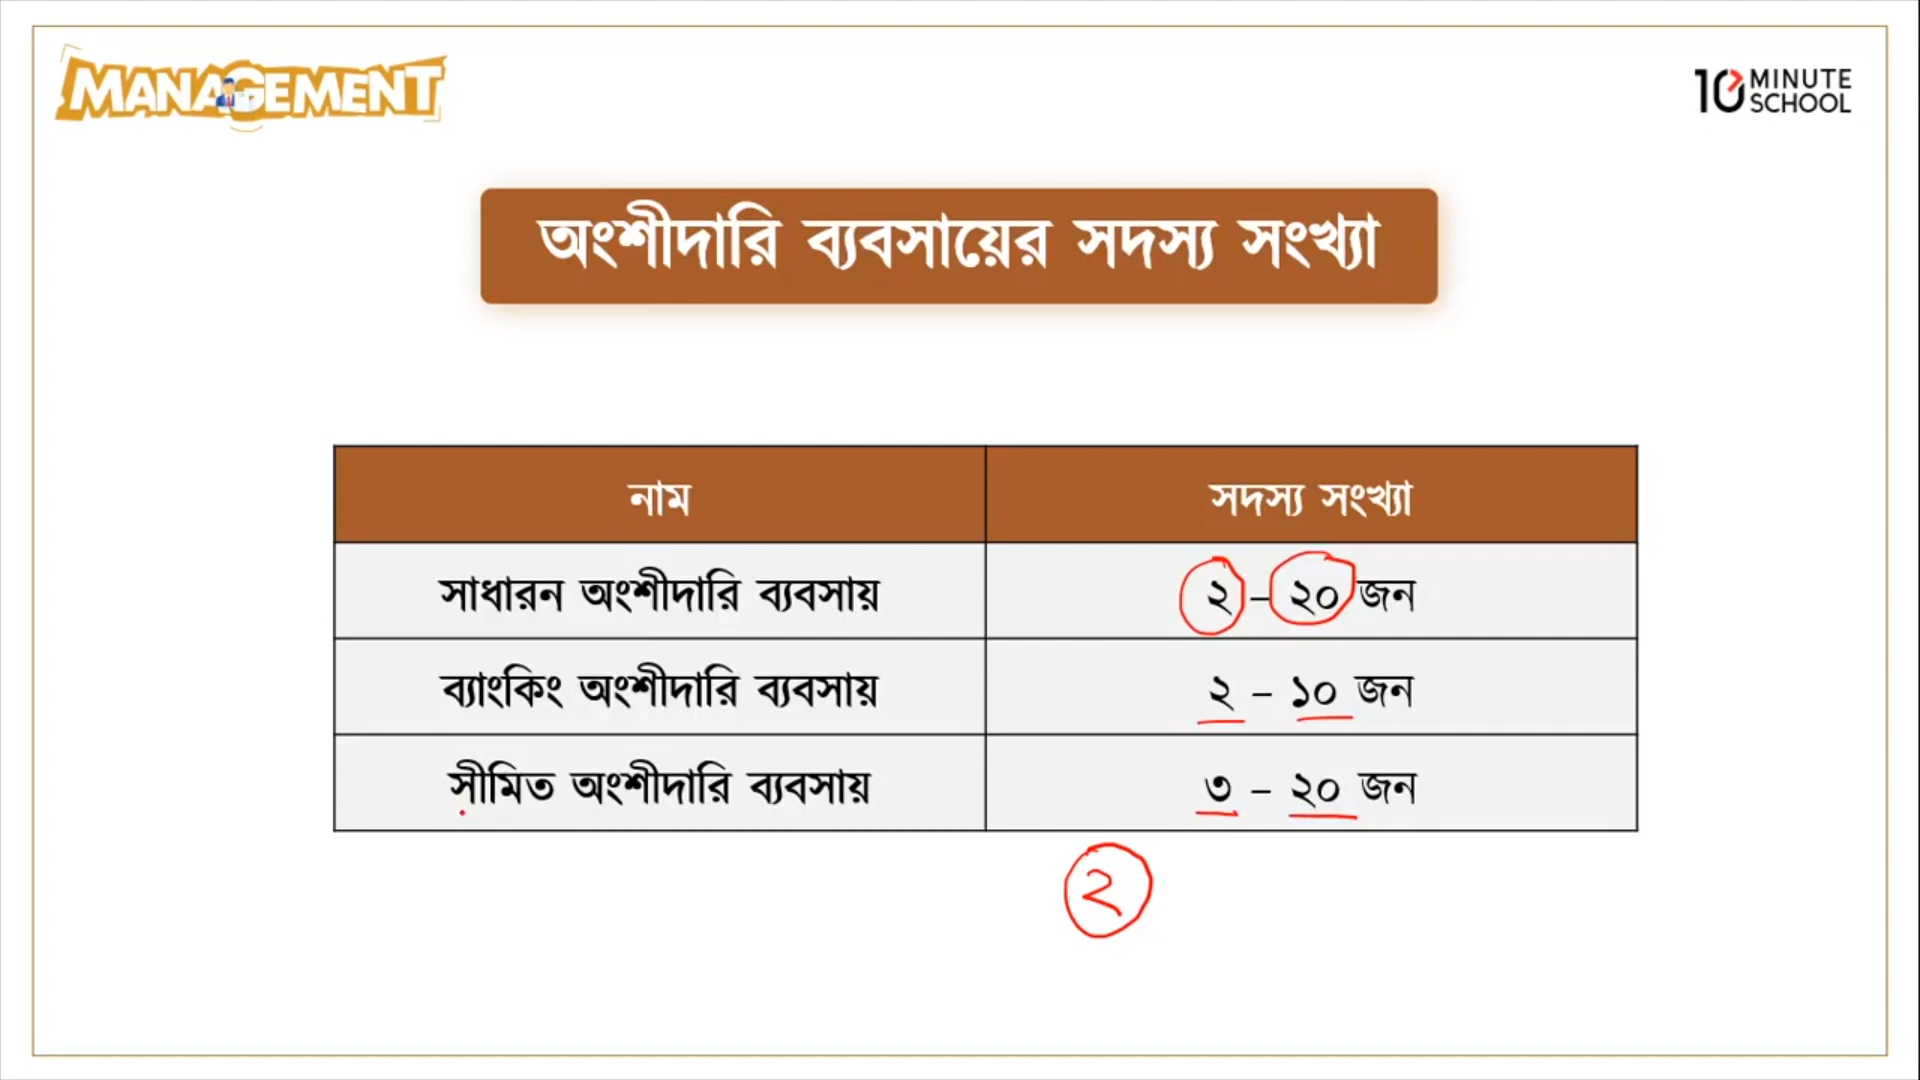 MANAGEMENT
10 MINUTE SCHOOL
অংশীদারি ব্যবসায়ের সদস্য সংখ্যা
নাম সদস্য সংখ্যা
সাধারন অংশীদারি ব্যবসায় ২ – ২০ জন
ব্যাংকিং অংশীদারি ব্যবসায় ২ – ১০ জন
সীমিত অংশীদারি ব্যবসায় ৩ – ২০ জন
২